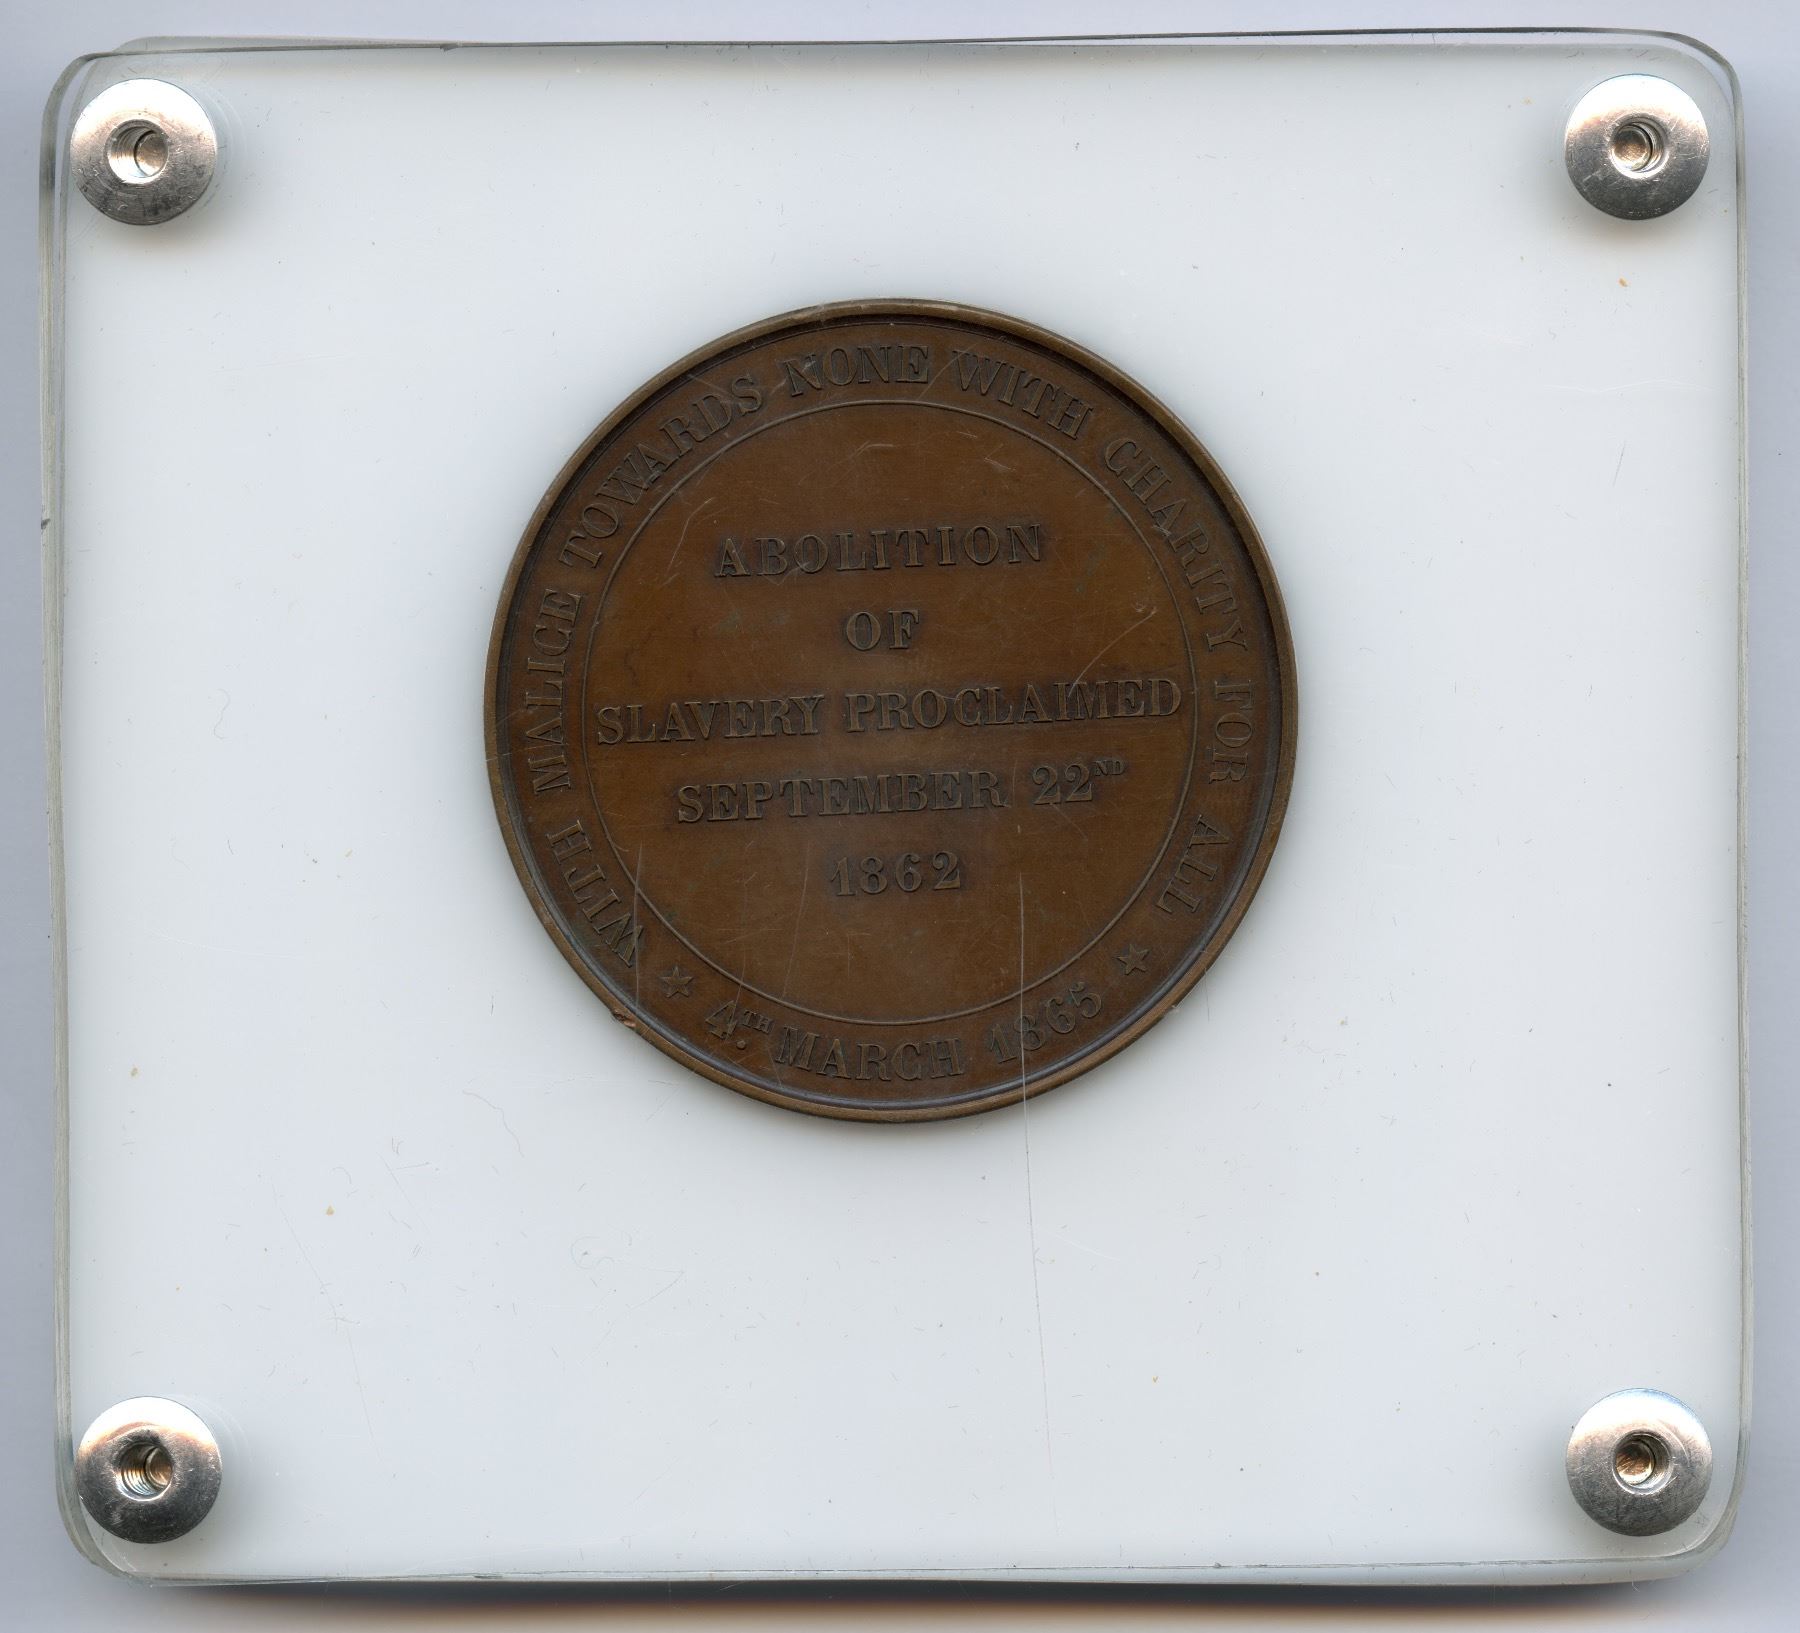 WITH MALICE TOWARDS NONE WITH CHARITY FOR ALL
ABOLITION
OF
SLAVERY PROCLAIMED
SEPTEMBER 22ND
1862
★ 4TH. MARCH 1865 ★